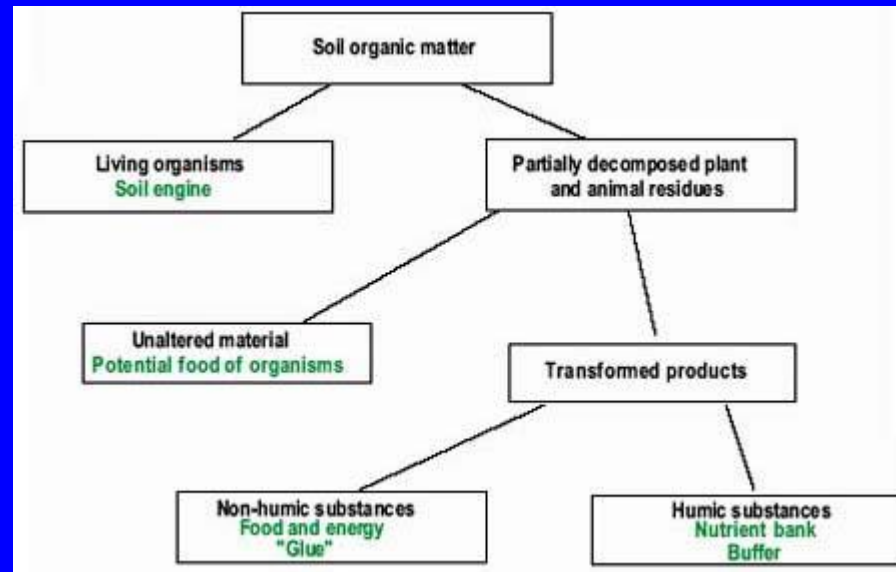 Soil organic matter
Living organisms
Soil engine
Partially decomposed plant
and animal residues
Unaltered material
Potential food of organisms
Transformed products
Non-humic substances
Food and energy
"Glue"
Humic substances
Nutrient bank
Buffer